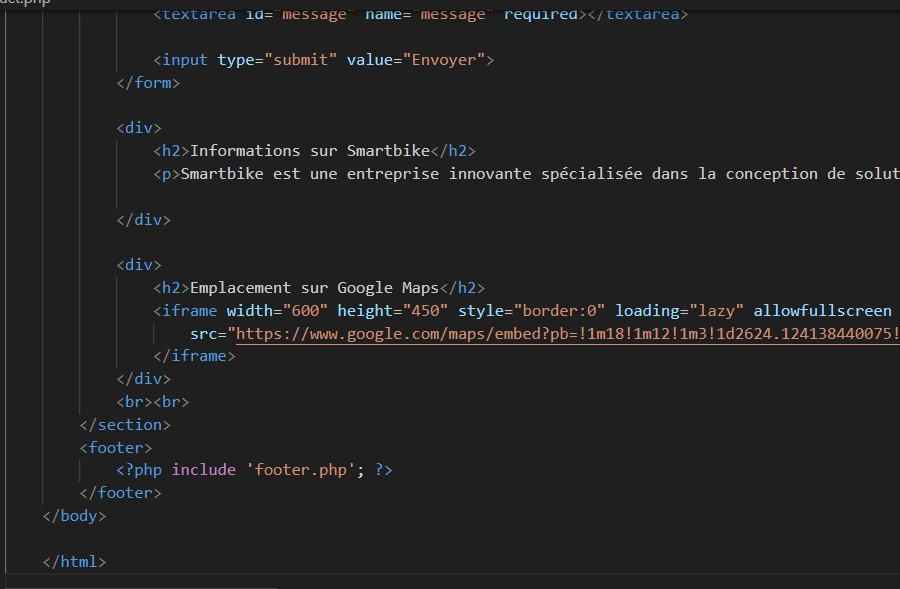 <textarea id="message" name="message" required></textarea>
<input type="submit" value="Envoyer">
</form>
<div>
<h2>Informations sur Smartbike</h2>
<p>Smartbike est une entreprise innovante spécialisée dans la conception de solut
</div>
<div>
<h2>Emplacement sur Google Maps</h2>
<iframe width="600" height="450" style="border:0" loading="lazy" allowfullscreen
src="https://www.google.com/maps/embed?pb=!1m18!1m12!1m3!1d2624.124138440075!
</iframe>
</div>
<br><br>
</section>
<footer>
<?php include 'footer.php'; ?>
</footer>
</body>
</html>